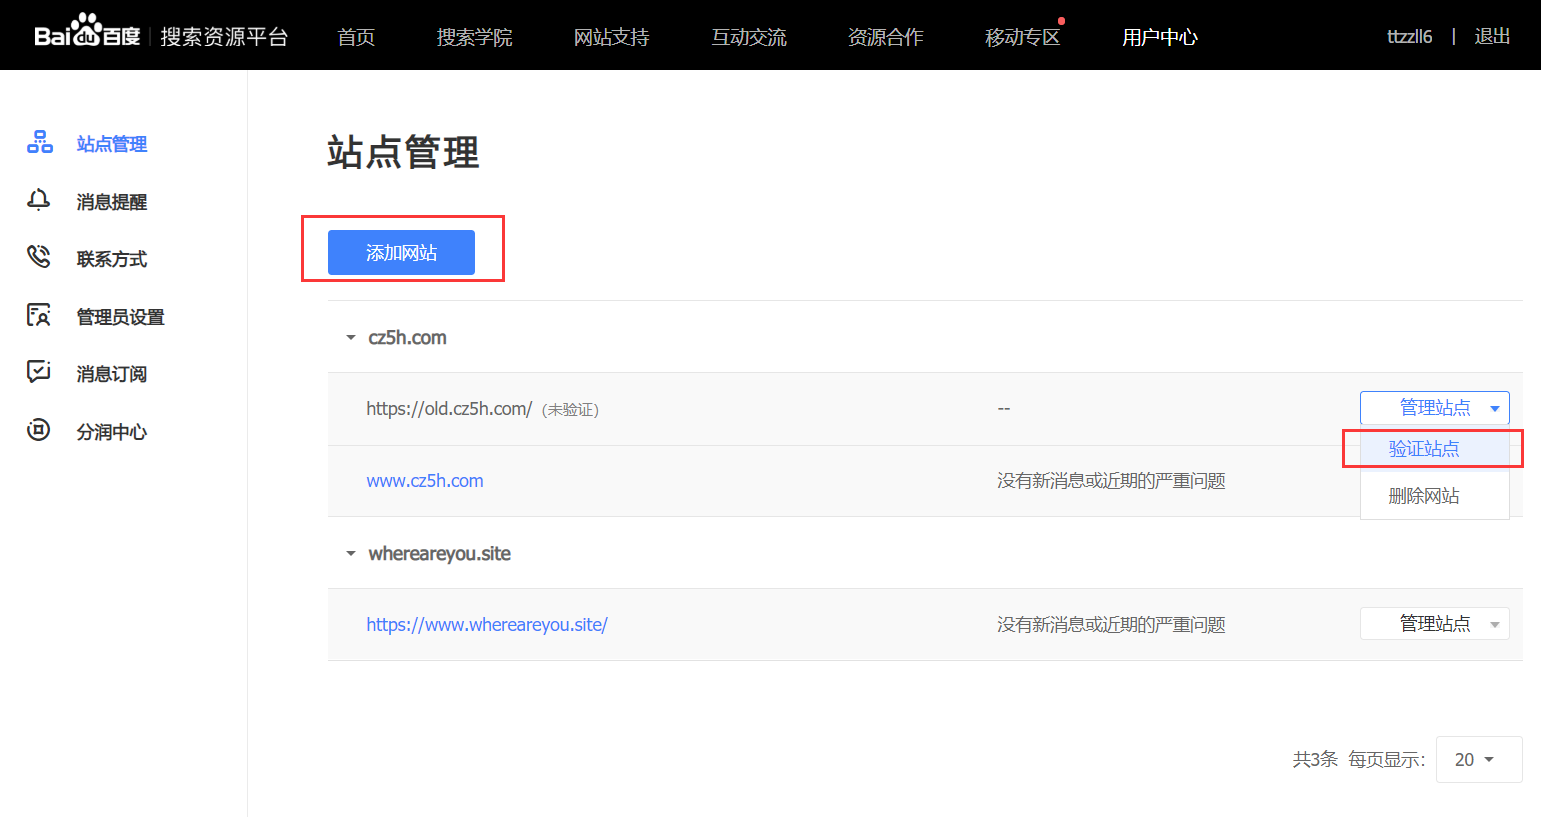 Bai du 百度 搜索资源平台 首页 搜索学院 网站支持 互动交流 资源合作 移动专区 用户中心 ttzzll6 | 退出
站点管理
消息提醒
联系方式
管理员设置
消息订阅
分润中心
站点管理
添加网站
cz5h.com
https://old.cz5h.com/ (未验证) -- 管理站点
验证站点
www.cz5h.com 没有新消息或近期的严重问题
删除网站
whereareyou.site
https://www.whereareyou.site/ 没有新消息或近期的严重问题 管理站点
共3条 每页显示: 20